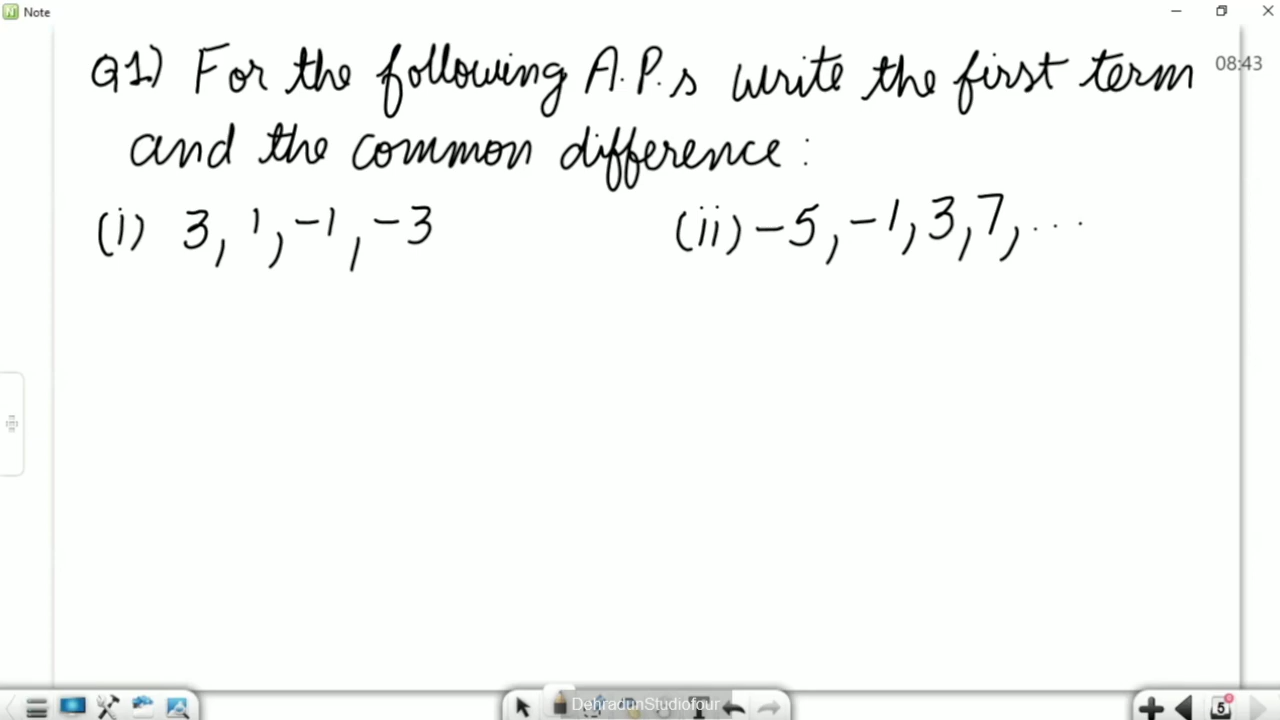 Note
08:43
Q1) For the following A.P.s write the first term
and the common difference :
(i) 3, 1, -1, -3
(ii) -5, -1, 3, 7, ...
DehradunStudiofour
5